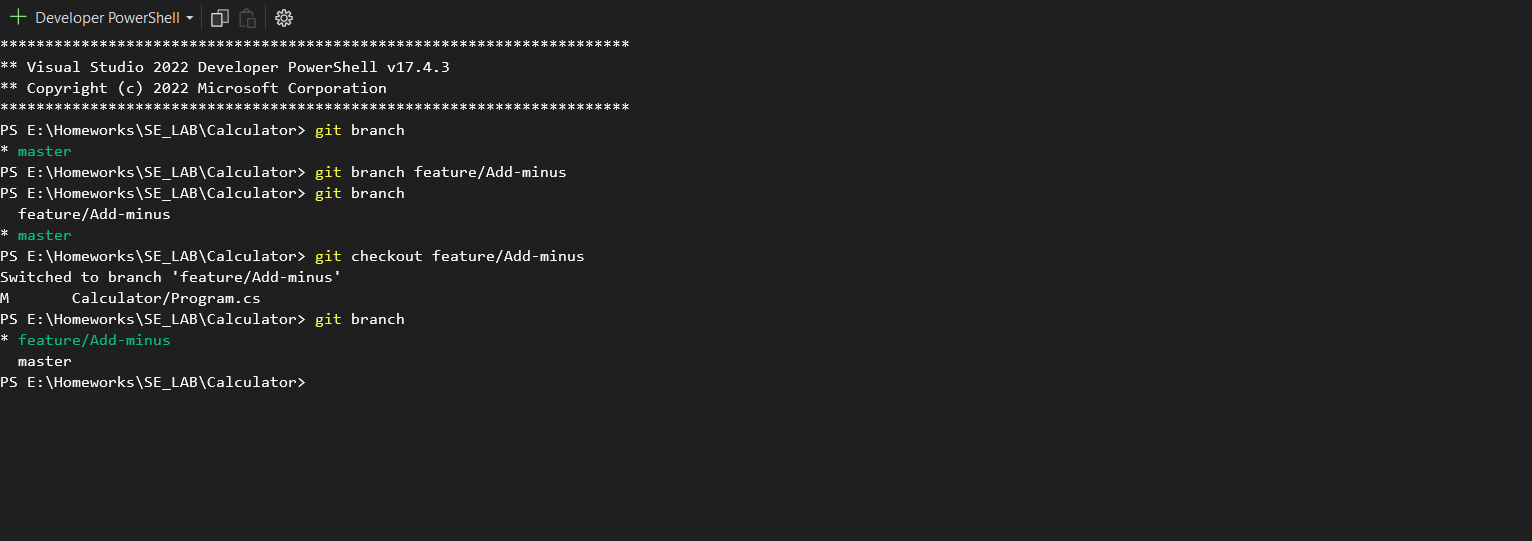 Developer PowerShell
**********************************************************************
** Visual Studio 2022 Developer PowerShell v17.4.3
** Copyright (c) 2022 Microsoft Corporation
**********************************************************************
PS E:\Homeworks\SE_LAB\Calculator> git branch
* master
PS E:\Homeworks\SE_LAB\Calculator> git branch feature/Add-minus
PS E:\Homeworks\SE_LAB\Calculator> git branch
  feature/Add-minus
* master
PS E:\Homeworks\SE_LAB\Calculator> git checkout feature/Add-minus
Switched to branch 'feature/Add-minus'
M       Calculator/Program.cs
PS E:\Homeworks\SE_LAB\Calculator> git branch
* feature/Add-minus
  master
PS E:\Homeworks\SE_LAB\Calculator>